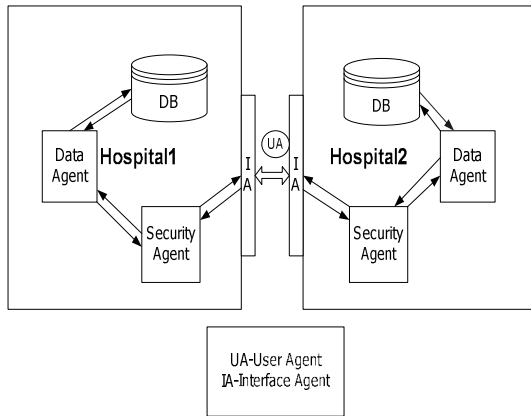 DB
Data
Agent
Hospital1
Security
Agent
I
A
UA
I
A
DB
Hospital2
Data
Agent
Security
Agent
UA-User Agent
IA-Interface Agent